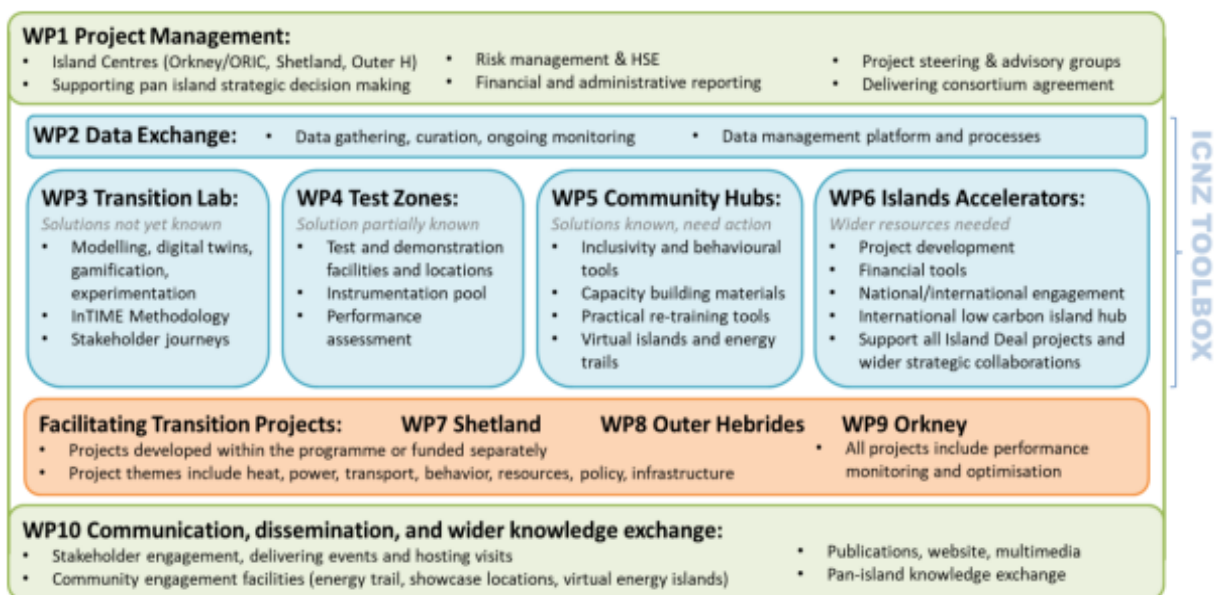 WP1 Project Management:
• Island Centres (Orkney/ORIC, Shetland, Outer H)
• Supporting pan island strategic decision making
• Risk management & HSE
• Financial and administrative reporting
• Project steering & advisory groups
• Delivering consortium agreement
WP2 Data Exchange:
• Data gathering, curation, ongoing monitoring
• Data management platform and processes
WP3 Transition Lab:
Solutions not yet known
• Modelling, digital twins,
gamification,
experimentation
• InTIME Methodology
• Stakeholder journeys
WP4 Test Zones:
Solution partially known
• Test and demonstration
facilities and locations
• Instrumentation pool
• Performance
assessment
WP5 Community Hubs:
Solutions known, need action
• Inclusivity and behavioural
tools
• Capacity building materials
• Practical re-training tools
• Virtual islands and energy
trails
WP6 Islands Accelerators:
Wider resources needed
• Project development
• Financial tools
• National/international engagement
• International low carbon island hub
• Support all Island Deal projects and
wider strategic collaborations
ICNZ TOOLBOX
Facilitating Transition Projects: WP7 Shetland WP8 Outer Hebrides WP9 Orkney
• Projects developed within the programme or funded separately
• Project themes include heat, power, transport, behavior, resources, policy, infrastructure
• All projects include performance
monitoring and optimisation
WP10 Communication, dissemination, and wider knowledge exchange:
• Stakeholder engagement, delivering events and hosting visits
• Community engagement facilities (energy trail, showcase locations, virtual energy islands)
• Publications, website, multimedia
• Pan-island knowledge exchange